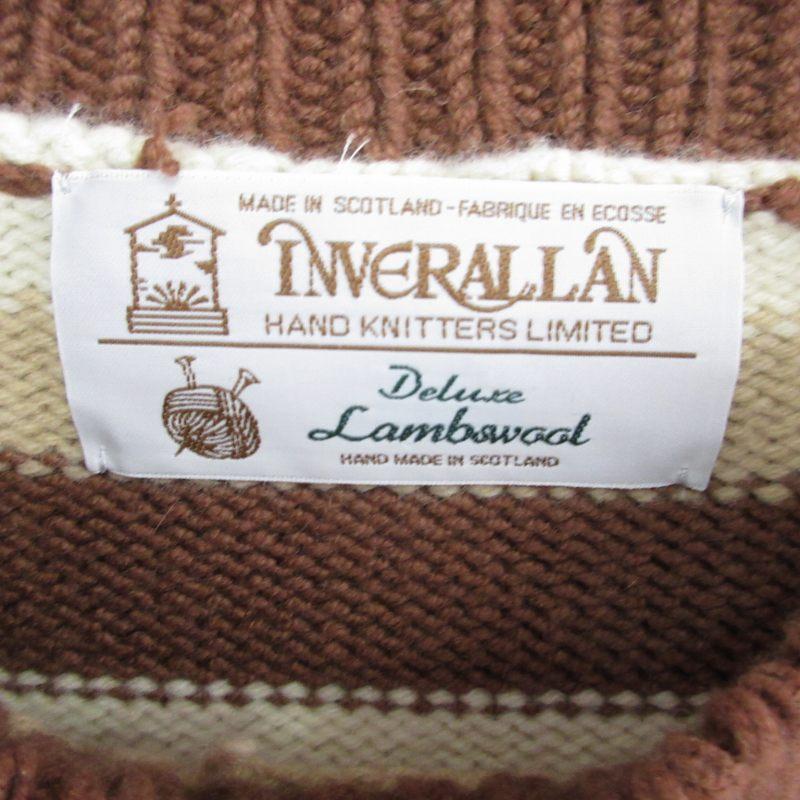 MADE IN SCOTLAND-FABRIQUE EN ECOSSE
INVERALLAN
HAND KNITTERS LIMITED
Deluxe
Lambswool
HAND MADE IN SCOTLAND